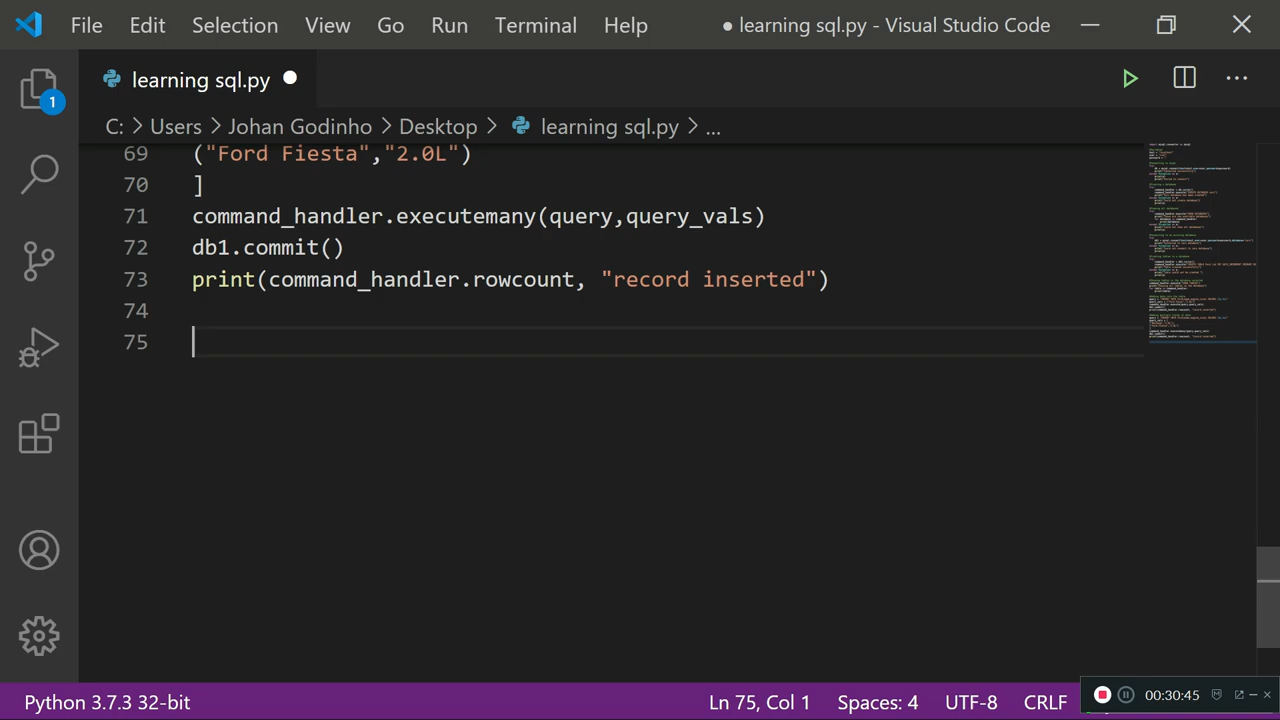 File Edit Selection View Go Run Terminal Help ● learning sql.py - Visual Studio Code
learning sql.py
1
C: > Users > Johan Godinho > Desktop > learning sql.py > ...
69 ("Ford Fiesta","2.0L")
70 ]
71 command_handler.executemany(query,query_vals)
72 db1.commit()
73 print(command_handler.rowcount, "record inserted")
74
75
Python 3.7.3 32-bit Ln 75, Col 1 Spaces: 4 UTF-8 CRLF 00:30:45